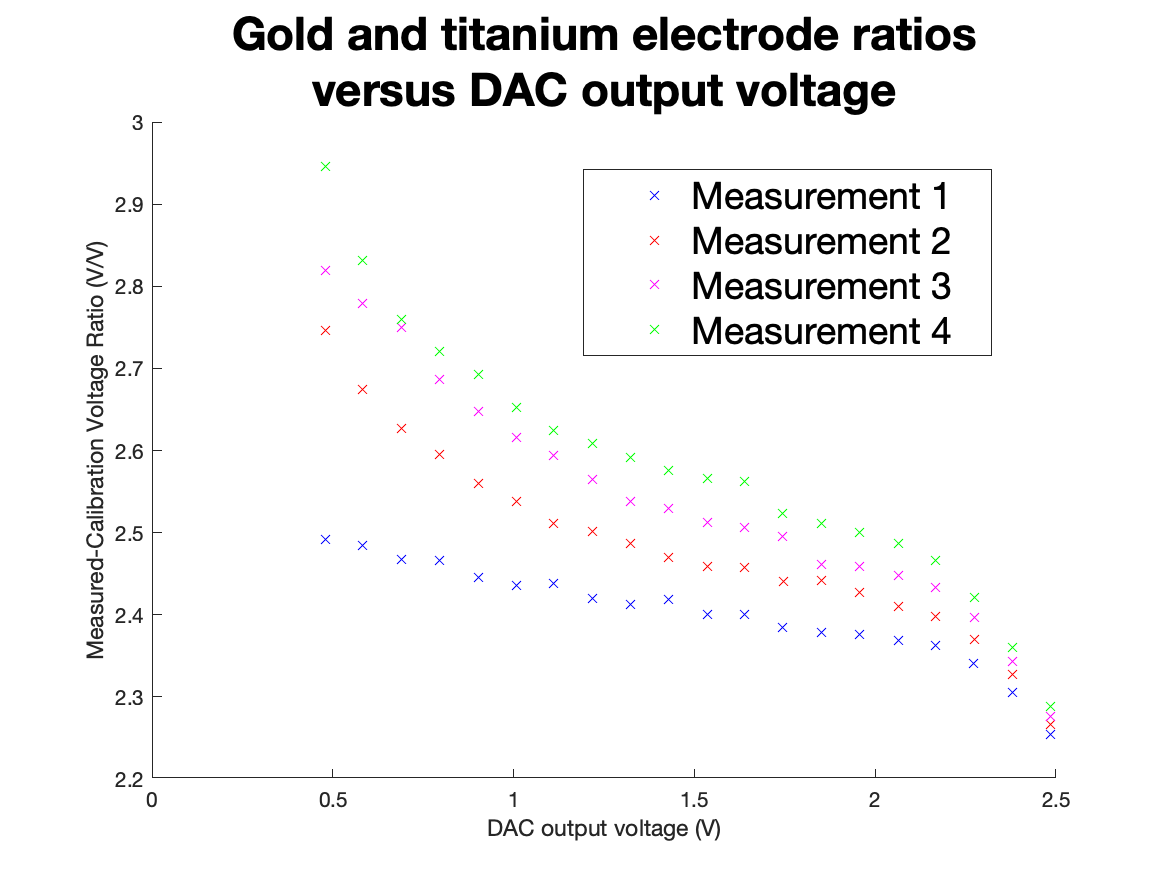 Gold and titanium electrode ratios
versus DAC output voltage
3
2.9
2.8
2.7
2.6
2.5
2.4
2.3
2.2
Measured-Calibration Voltage Ratio (V/V)
Measurement 1
Measurement 2
Measurement 3
Measurement 4
0 0.5 1 1.5 2 2.5
DAC output voltage (V)